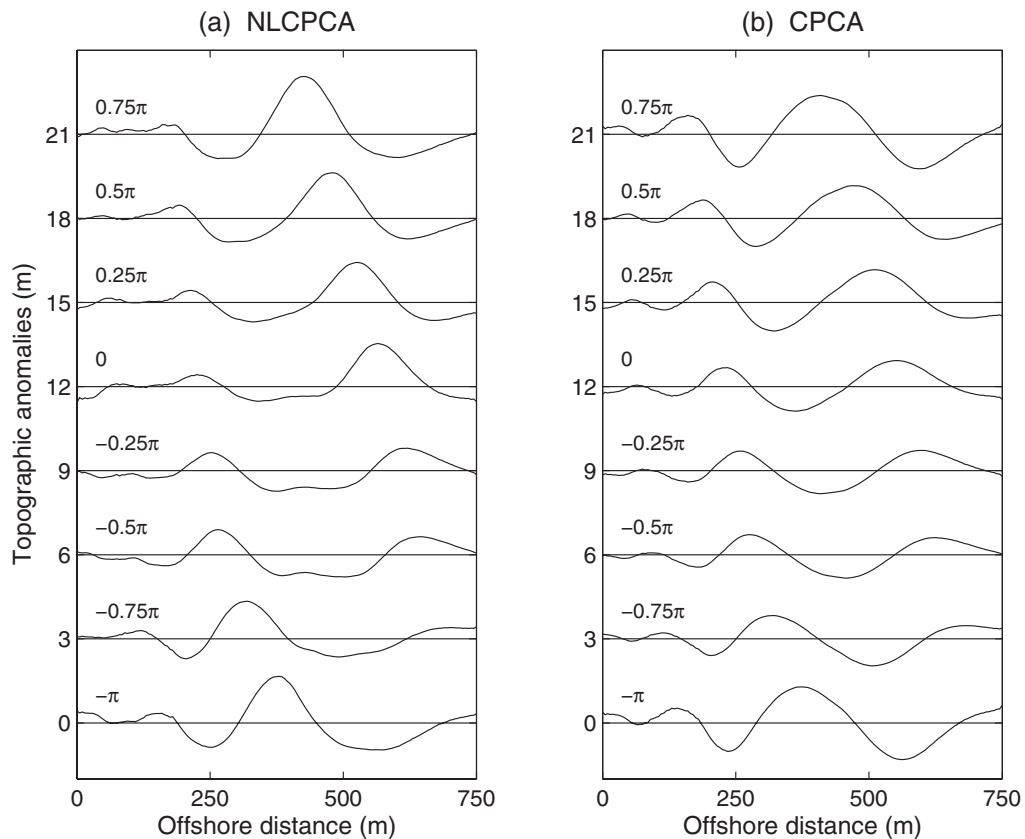 (a) NLCPCA
Topographic anomalies (m)
0.75π
21
0.5π
18
0.25π
15
0
12
−0.25π
9
−0.5π
6
−0.75π
3
−π
0
0 250 500 750
Offshore distance (m)
(b) CPCA
0.75π
21
0.5π
18
0.25π
15
0
12
−0.25π
9
−0.5π
6
−0.75π
3
−π
0
0 250 500 750
Offshore distance (m)